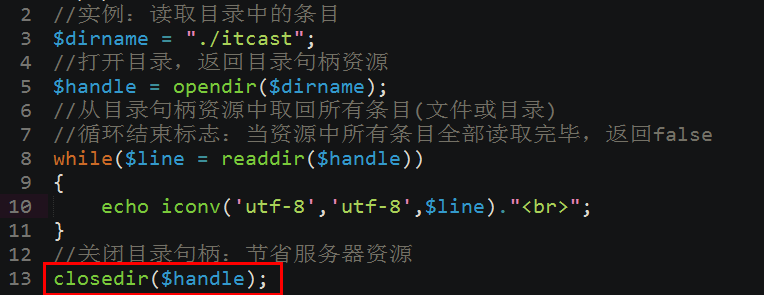 2 //实例：读取目录中的条目
3 $dirname = "./itcast";
4 //打开目录，返回目录句柄资源
5 $handle = opendir($dirname);
6 //从目录句柄资源中取回所有条目(文件或目录)
7 //循环结束标志：当资源中所有条目全部读取完毕，返回false
8 while($line = readdir($handle))
9 {
10     echo iconv('utf-8','utf-8',$line)."<br>";
11 }
12 //关闭目录句柄：节省服务器资源
13 closedir($handle);